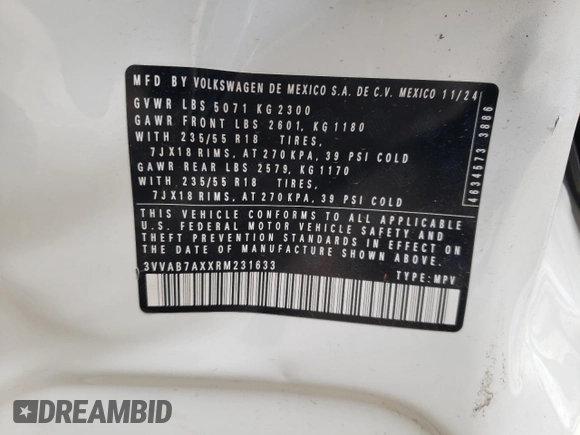 MFD BY VOLKSWAGEN DE MEXICO S.A. DE C.V. MEXICO 11/24
GVWR LBS 5071 KG 2300
GAWR FRONT LBS 2601, KG 1180
WITH 235/55 R18 TIRES,
7JX18 RIMS, AT 270 KPA, 39 PSI COLD
GAWR REAR LBS 2579, KG 1170
WITH 235/55 R18 TIRES,
7JX18 RIMS, AT 270 KPA, 39 PSI COLD
THIS VEHICLE CONFORMS TO ALL APPLICABLE
U.S. FEDERAL MOTOR VEHICLE SAFETY AND
THEFT PREVENTION STANDARDS IN EFFECT ON
THE DATE OF MANUFACTURE SHOWN ABOVE.
3VVAB7AXXRM231633
TYPE: MPV
4634573 3886
DREAMBID